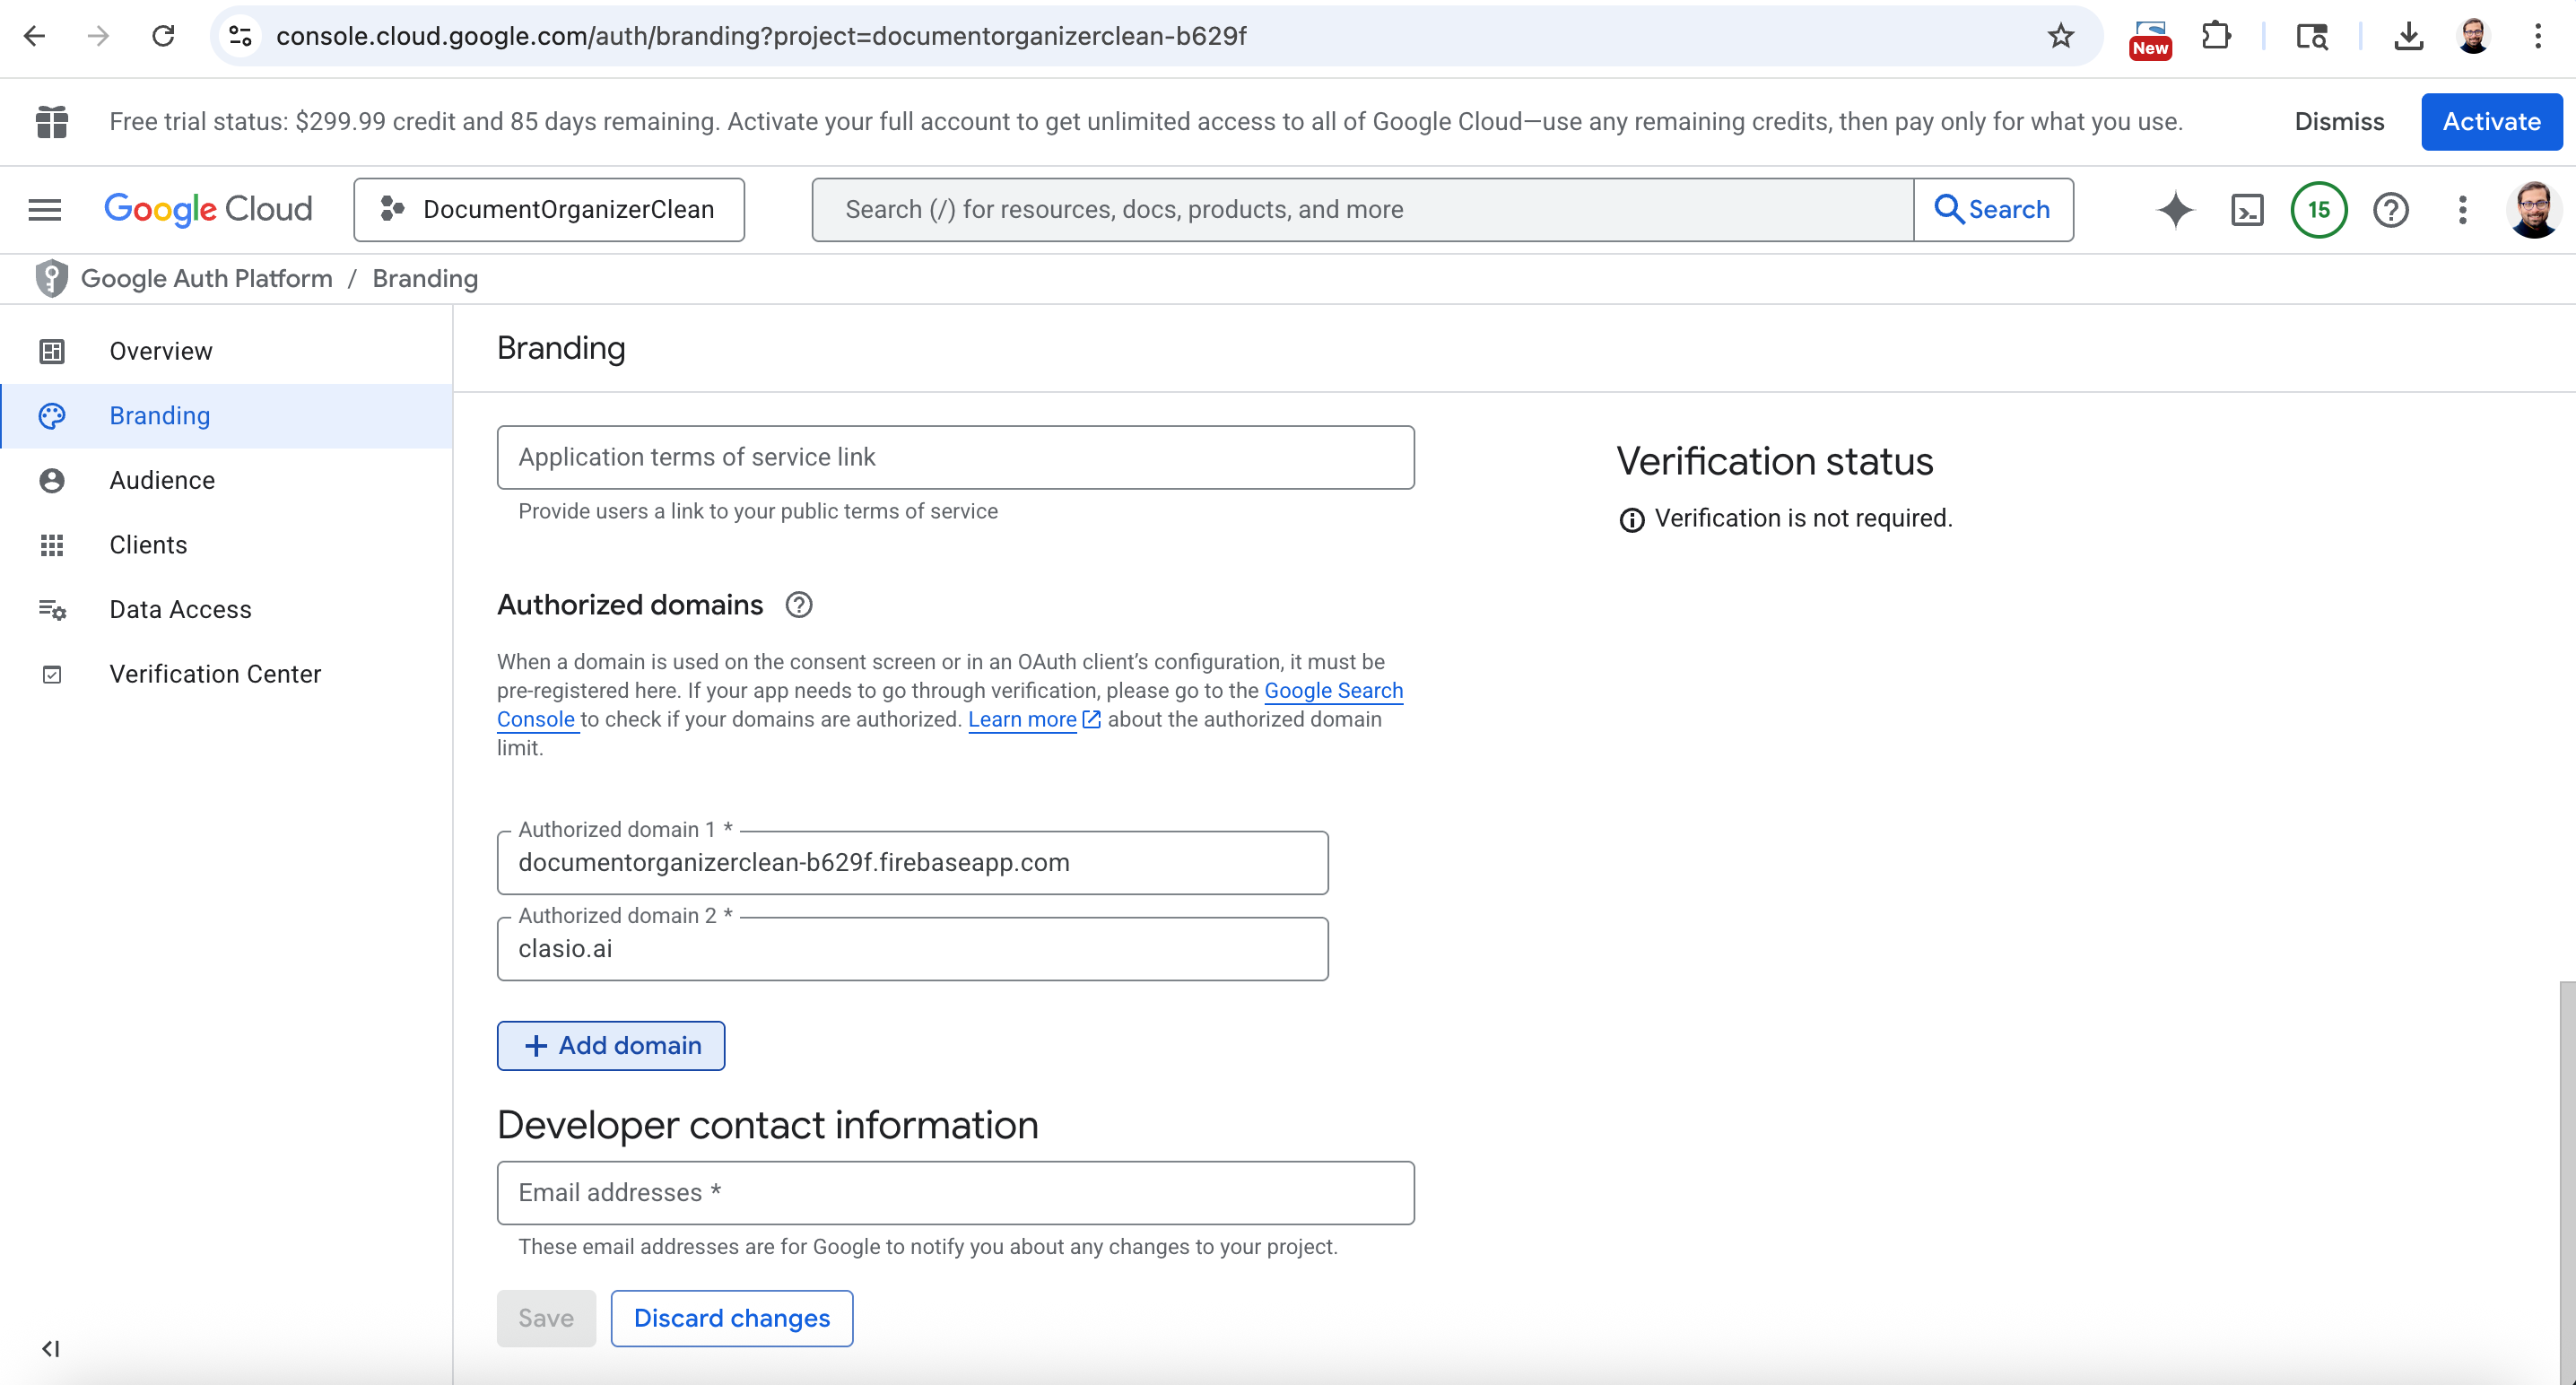 console.cloud.google.com/auth/branding?project=documentorganizerclean-b629f
New
Free trial status: $299.99 credit and 85 days remaining. Activate your full account to get unlimited access to all of Google Cloud—use any remaining credits, then pay only for what you use.
Dismiss
Activate
Google Cloud
DocumentOrganizerClean
Search (/) for resources, docs, products, and more
Search
15
Google Auth Platform / Branding
Overview
Branding
Audience
Clients
Data Access
Verification Center
Branding
Application terms of service link
Provide users a link to your public terms of service
Authorized domains
When a domain is used on the consent screen or in an OAuth client’s configuration, it must be
pre-registered here. If your app needs to go through verification, please go to the Google Search
Console to check if your domains are authorized. Learn more about the authorized domain
limit.
Authorized domain 1 *
documentorganizerclean-b629f.firebaseapp.com
Authorized domain 2 *
clasio.ai
+ Add domain
Developer contact information
Email addresses *
These email addresses are for Google to notify you about any changes to your project.
Save
Discard changes
Verification status
Verification is not required.